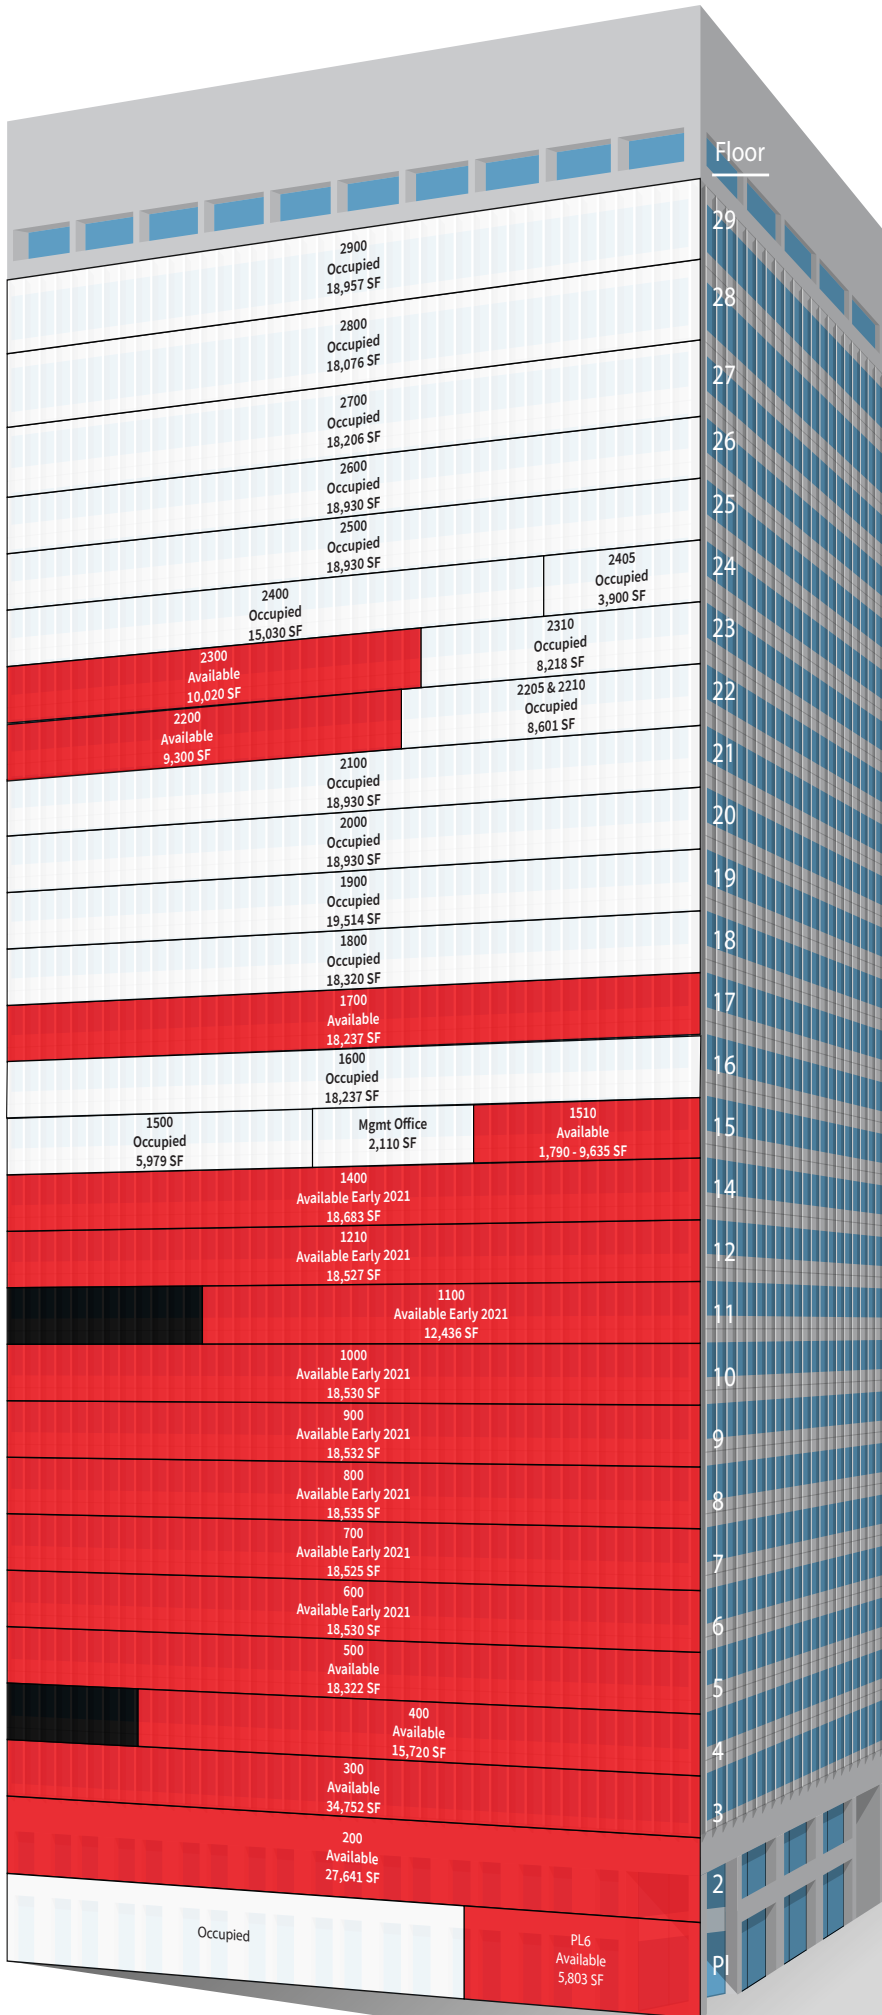 Floor
29
2900
Occupied
18,957 SF
28
2800
Occupied
18,076 SF
27
2700
Occupied
18,206 SF
26
2600
Occupied
18,930 SF
25
2500
Occupied
18,930 SF
24
2400
Occupied
15,030 SF
2405
Occupied
3,900 SF
23
2300
Available
10,020 SF
2310
Occupied
8,218 SF
22
2200
Available
9,300 SF
2205 & 2210
Occupied
8,601 SF
21
2100
Occupied
18,930 SF
20
2000
Occupied
18,930 SF
19
1900
Occupied
19,514 SF
18
1800
Occupied
18,320 SF
17
1700
Available
18,237 SF
16
1600
Occupied
18,237 SF
15
1500
Occupied
5,979 SF
Mgmt Office
2,110 SF
1510
Available
1,790 - 9,635 SF
14
1400
Available Early 2021
18,683 SF
12
1210
Available Early 2021
18,527 SF
11
1100
Available Early 2021
12,436 SF
10
1000
Available Early 2021
18,530 SF
9
900
Available Early 2021
18,532 SF
8
800
Available Early 2021
18,535 SF
7
700
Available Early 2021
18,525 SF
6
600
Available Early 2021
18,530 SF
5
500
Available
18,322 SF
4
400
Available
15,720 SF
3
300
Available
34,752 SF
2
200
Available
27,641 SF
Pl
Occupied
PL6
Available
5,803 SF